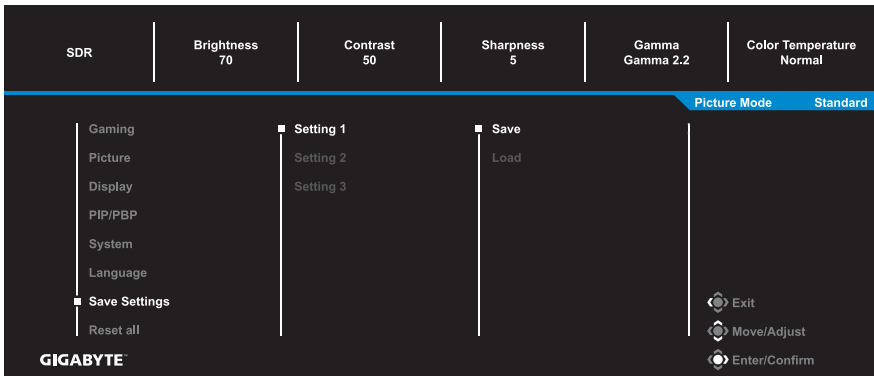 SDR
Brightness
70
Contrast
50
Sharpness
5
Gamma
Gamma 2.2
Color Temperature
Normal
Picture Mode Standard
Gaming
Picture
Display
PIP/PBP
System
Language
Save Settings
Reset all
Setting 1
Setting 2
Setting 3
Save
Load
Exit
Move/Adjust
Enter/Confirm
GIGABYTE™